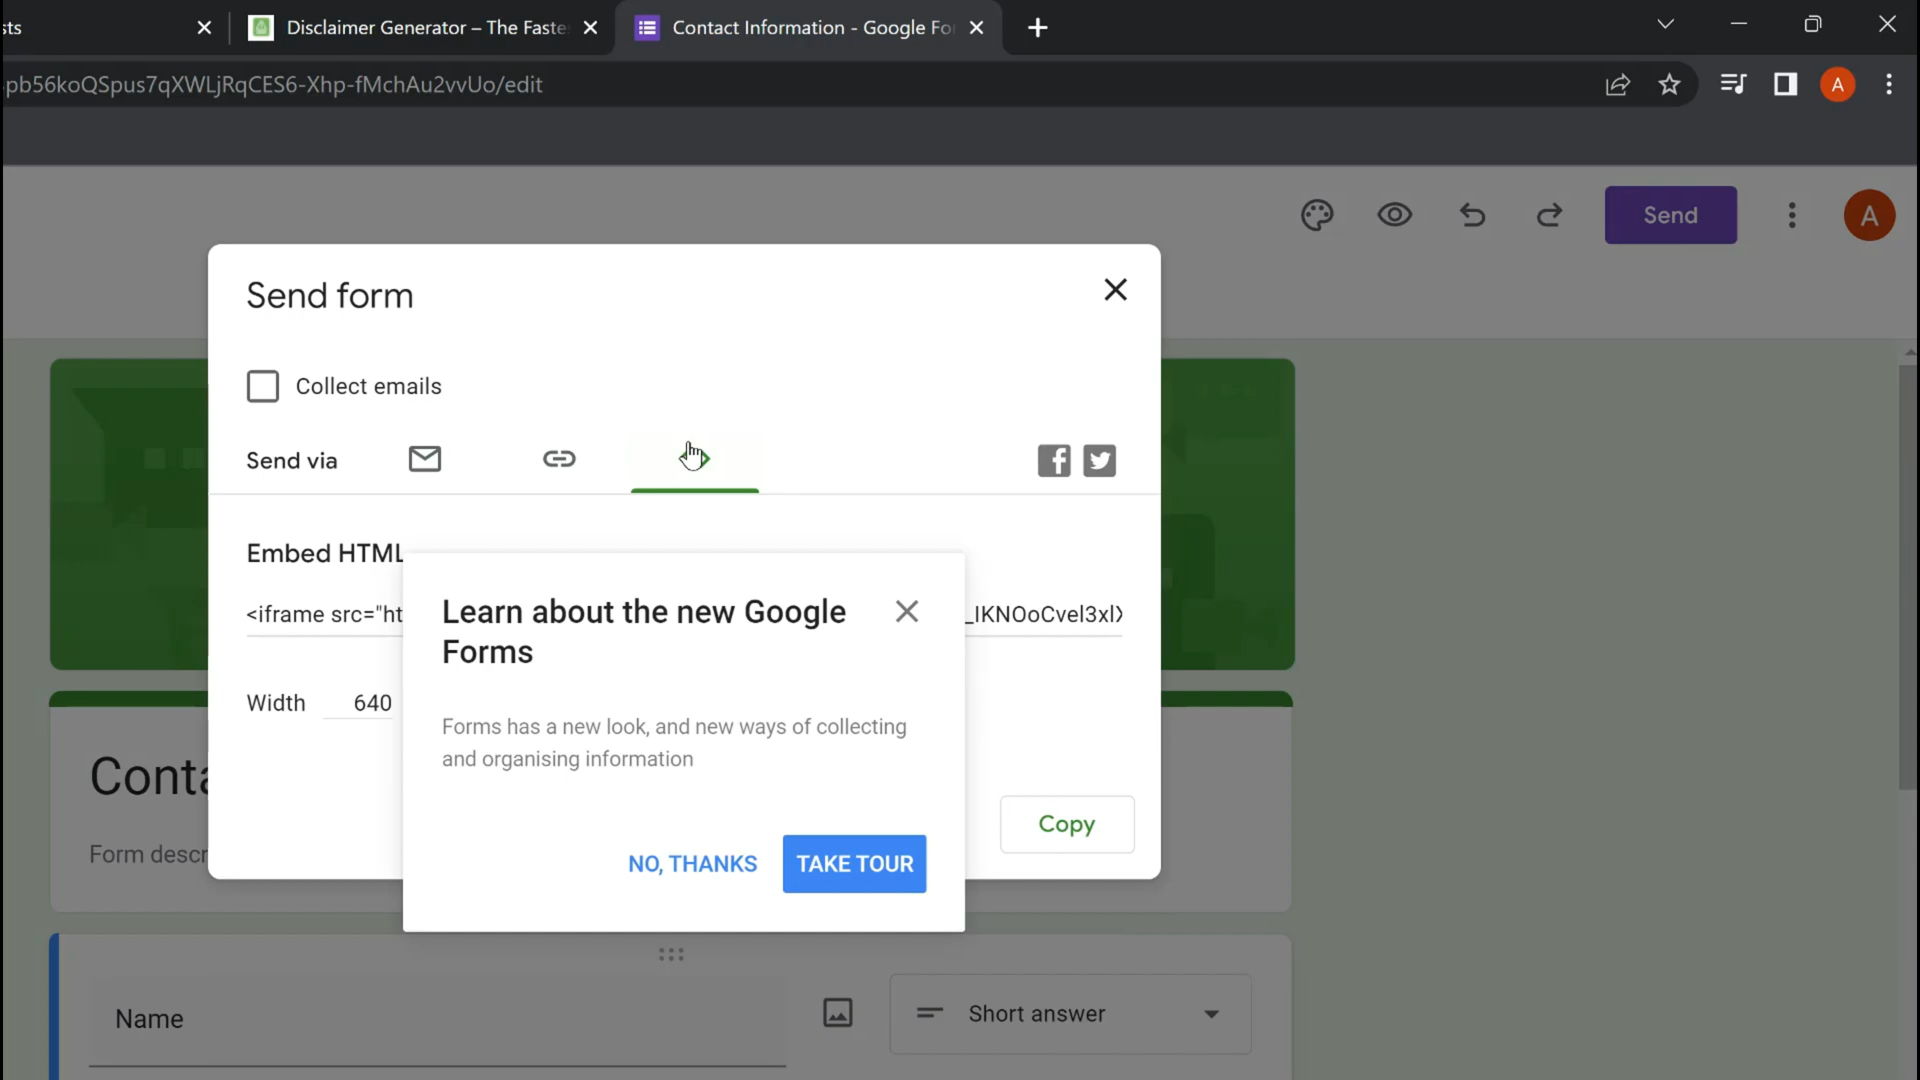 sts
Disclaimer Generator – The Faste
Contact Information - Google Fo
pb56koQSpus7qXWLjRqCES6-Xhp-fMchAu2vvUo/edit
A
Send
A
Send form
Collect emails
Send via
Embed HTML
<iframe src="ht
_IKNOoCvel3xl
Learn about the new Google
Forms
Width 640
Forms has a new look, and new ways of collecting
and organising information
Conta
Copy
Form descr
NO, THANKS TAKE TOUR
Name
Short answer